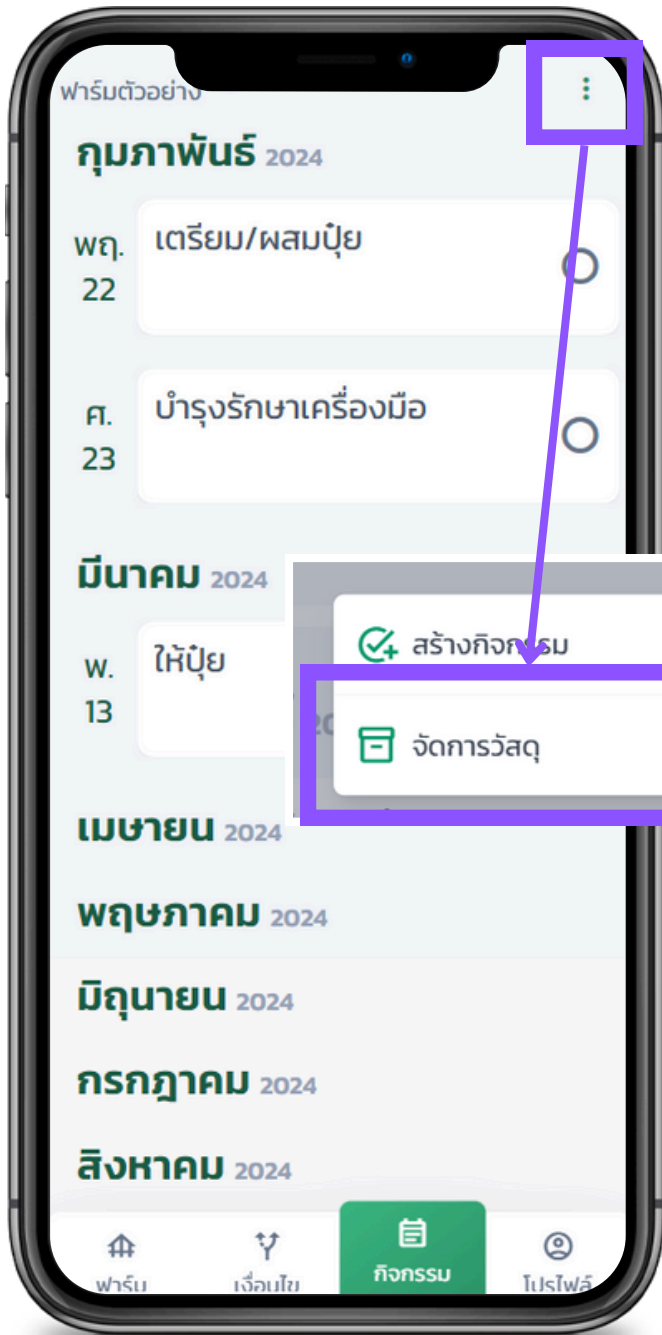 ฟาร์มตัวอย่าง
กุมภาพันธ์ 2024
พฤ. 22
เตรียม/ผสมปุ๋ย
ศ. 23
บำรุงรักษาเครื่องมือ
มีนาคม 2024
พ. 13
ให้ปุ๋ย
สร้างกิจกรรม
จัดการวัสดุ
เมษายน 2024
พฤษภาคม 2024
มิถุนายน 2024
กรกฎาคม 2024
สิงหาคม 2024
ฟาร์ม เงื่อนไข กิจกรรม โปรไฟล์